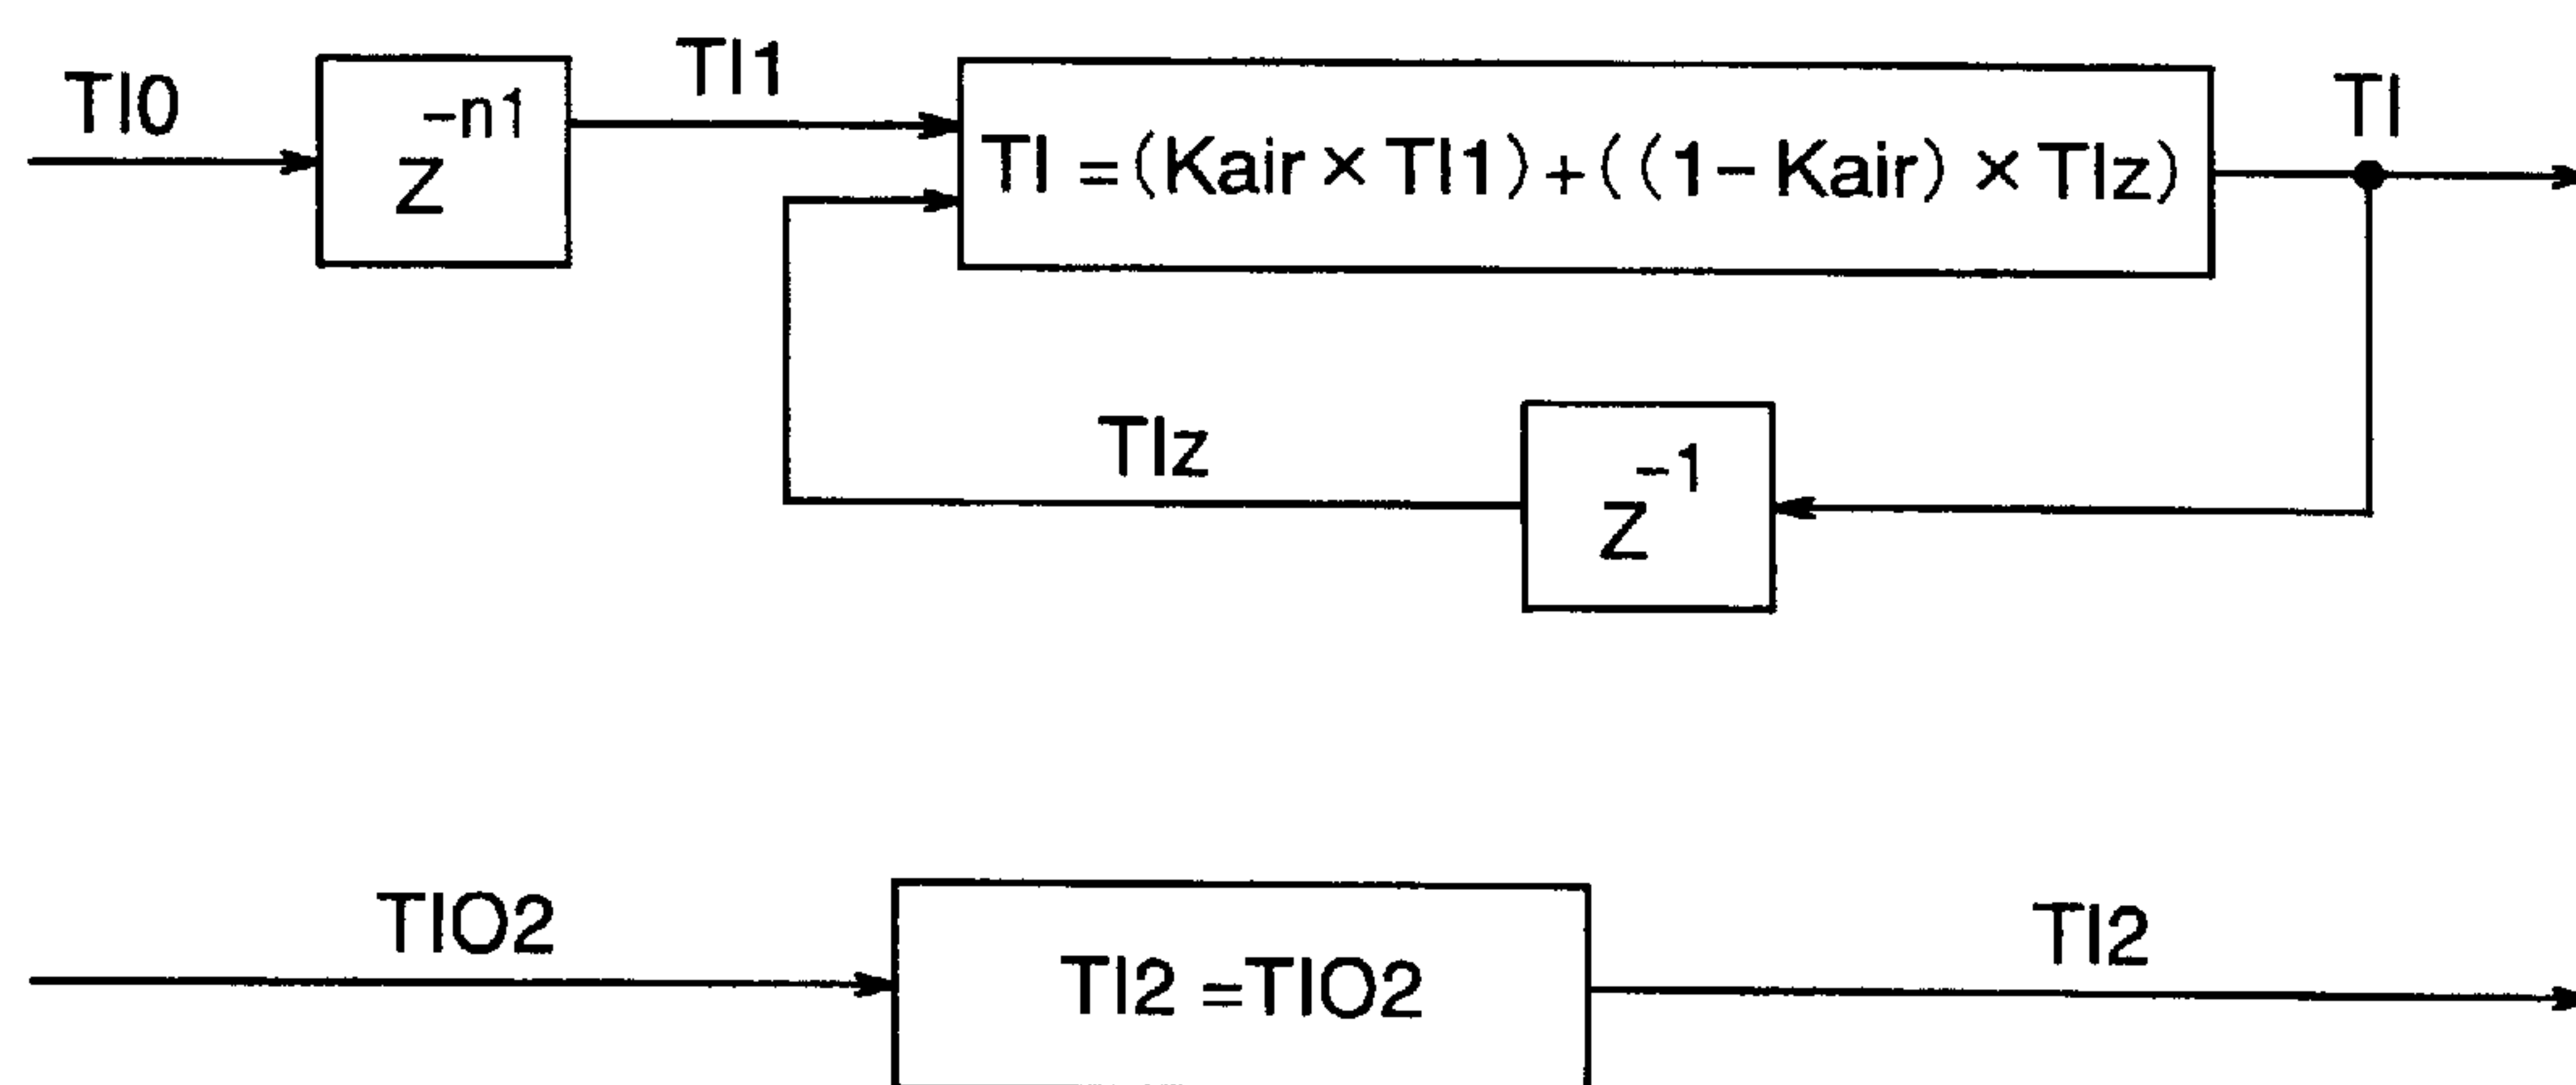 TI0
Z^-n1
TI1
TI =(Kair × TI1)+((1- Kair) × TIz)
TI
TIz
Z^-1
TIO2
TI2 =TIO2
TI2